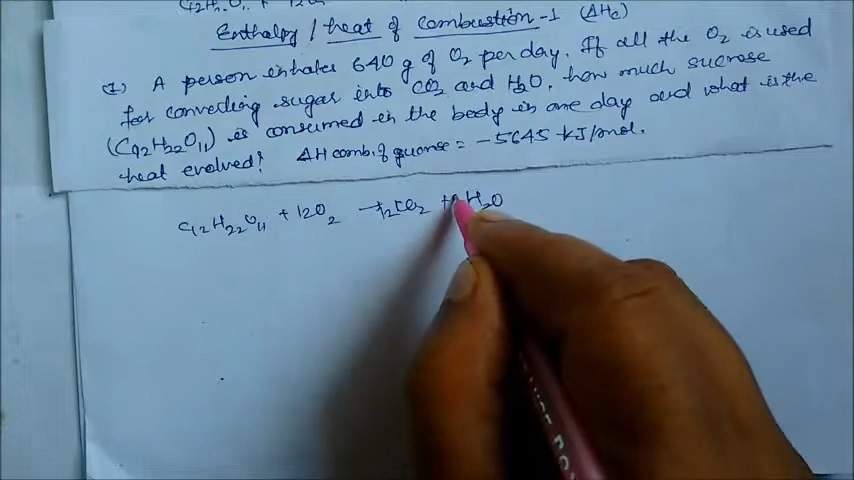 Enthalpy / heat of combustion-1 (ΔHc)
Q1) A person inhales 640 g of O2 per day. If all the O2 is used
for converting sugar into CO2 and H2O, how much sucrose
(C12H22O11) is consumed in the body in one day and what is the
heat evolved? ΔH comb. of sucrose = -5645 kJ/mol.
C12H22O11 + 12O2 → 12CO2 + H2O